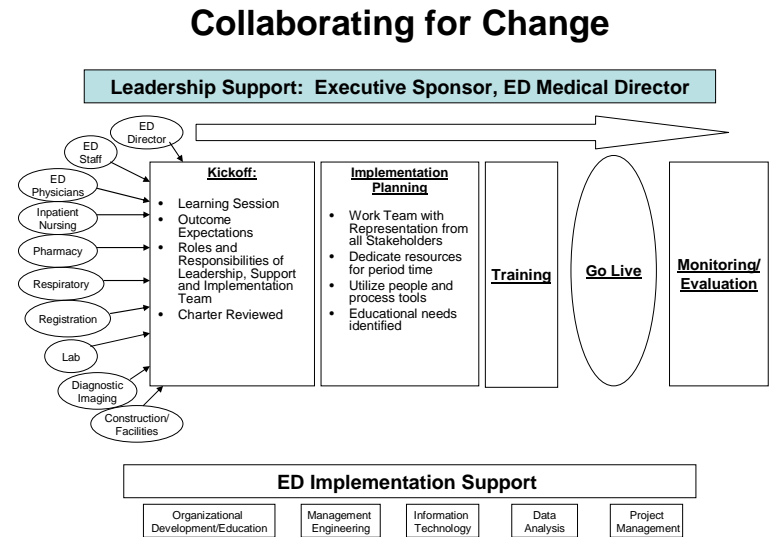 Collaborating for Change
Leadership Support:  Executive Sponsor, ED Medical Director
ED
Director
ED
Staff
ED
Physicians
Inpatient
Nursing
Pharmacy
Respiratory
Registration
Lab
Diagnostic
Imaging
Construction/
Facilities
Kickoff:
• Learning Session
• Outcome
Expectations
• Roles and
Responsibilities of
Leadership, Support
and Implementation
Team
• Charter Reviewed
Implementation
Planning
• Work Team with
Representation from
all Stakeholders
• Dedicate resources
for period time
• Utilize people and
process tools
• Educational needs
identified
Training
Go Live
Monitoring/
Evaluation
ED Implementation Support
Organizational
Development/Education
Management
Engineering
Information
Technology
Data
Analysis
Project
Management